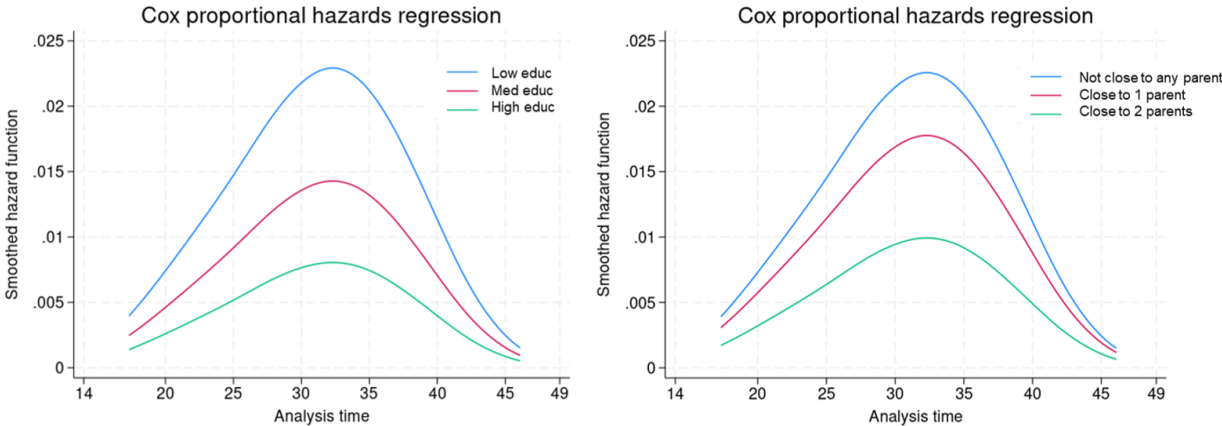 Cox proportional hazards regression
Smoothed hazard function
.025
.02
.015
.01
.005
0
Low educ
Med educ
High educ
14 20 25 30 35 40 45 49
Analysis time
Cox proportional hazards regression
Smoothed hazard function
.025
.02
.015
.01
.005
0
Not close to any parent
Close to 1 parent
Close to 2 parents
14 20 25 30 35 40 45 49
Analysis time